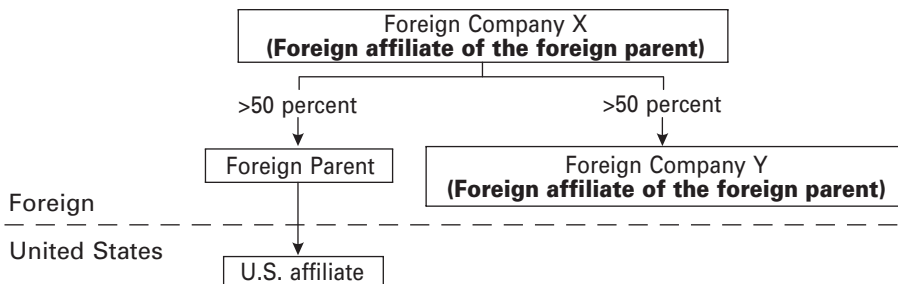 Foreign Company X
(Foreign affiliate of the foreign parent)
>50 percent
>50 percent
Foreign Parent
Foreign Company Y
(Foreign affiliate of the foreign parent)
Foreign
United States
U.S. affiliate